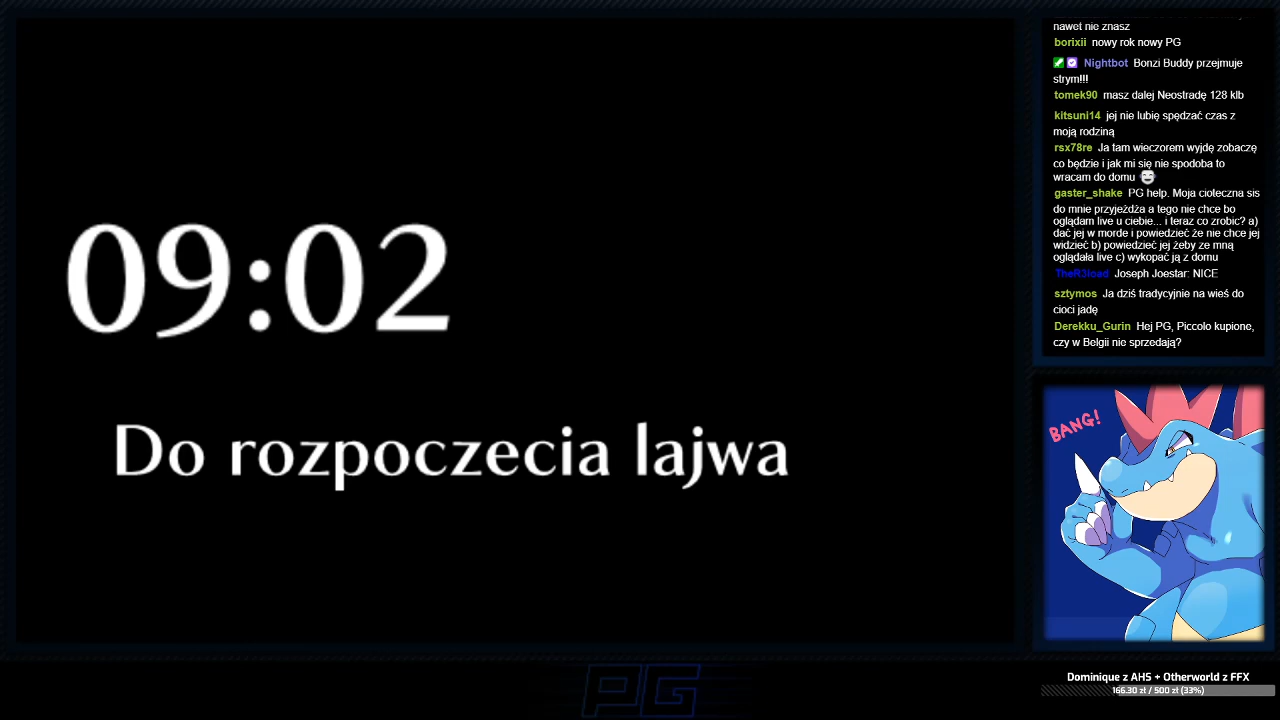 09:02
Do rozpoczecia lajwa
nawet nie znasz
borixii nowy rok nowy PG
Nightbot Bonzi Buddy przejmuje
strym!!!
tomek90 masz dalej Neostradę 128 klb
kitsuni14 jej nie lubię spędzać czas z
moją rodziną
rsx78re Ja tam wieczorem wyjdę zobaczę
co będzie i jak mi się nie spodoba to
wracam do domu
gaster_shake PG help. Moja cioteczna sis
do mnie przyjeżdża a tego nie chce bo
oglądam live u ciebie... i teraz co zrobic? a)
dać jej w morde i powiedzieć że nie chce jej
widzieć b) powiedzieć jej żeby ze mną
oglądała live c) wykopać ją z domu
TheR3load Joseph Joestar: NICE
sztymos Ja dziś tradycyjnie na wieś do
cioci jadę
Derekku_Gurin Hej PG, Piccolo kupione,
czy w Belgii nie sprzedają?
BANG!
PG
Dominique z AHS + Otherworld z FFX
166.30 zł / 500 zł (33%)